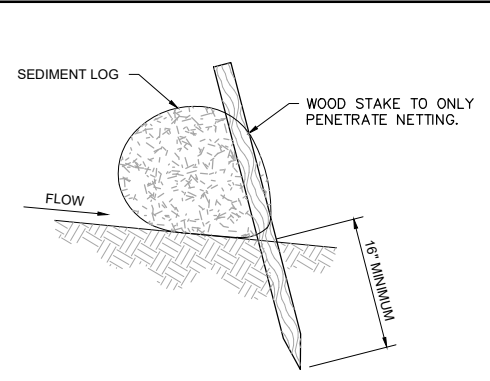 SEDIMENT LOG
WOOD STAKE TO ONLY
PENETRATE NETTING.
FLOW
16" MINIMUM